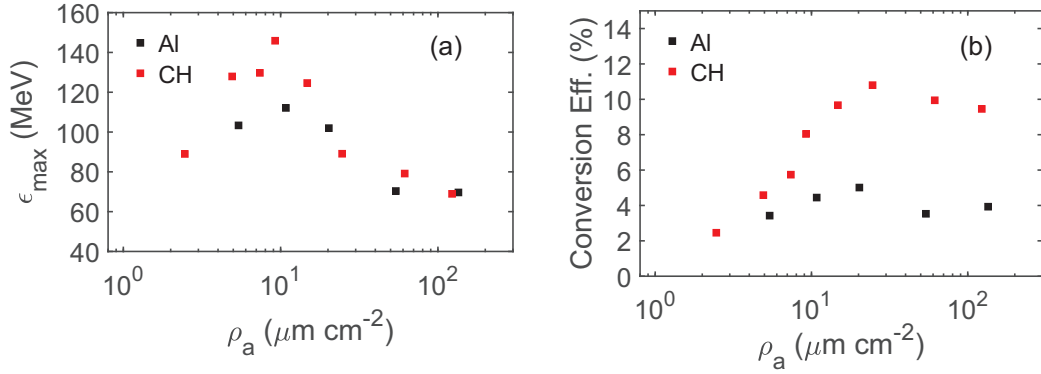 (a)
Al
CH
ϵ_max (MeV)
140
120
100
80
60
40
10^0
10^1
10^2
ρ_a (μm cm^-2)
(b)
Al
CH
Conversion Eff. (%)
14
12
10
8
6
4
2
0
10^0
10^1
10^2
ρ_a (μm cm^-2)